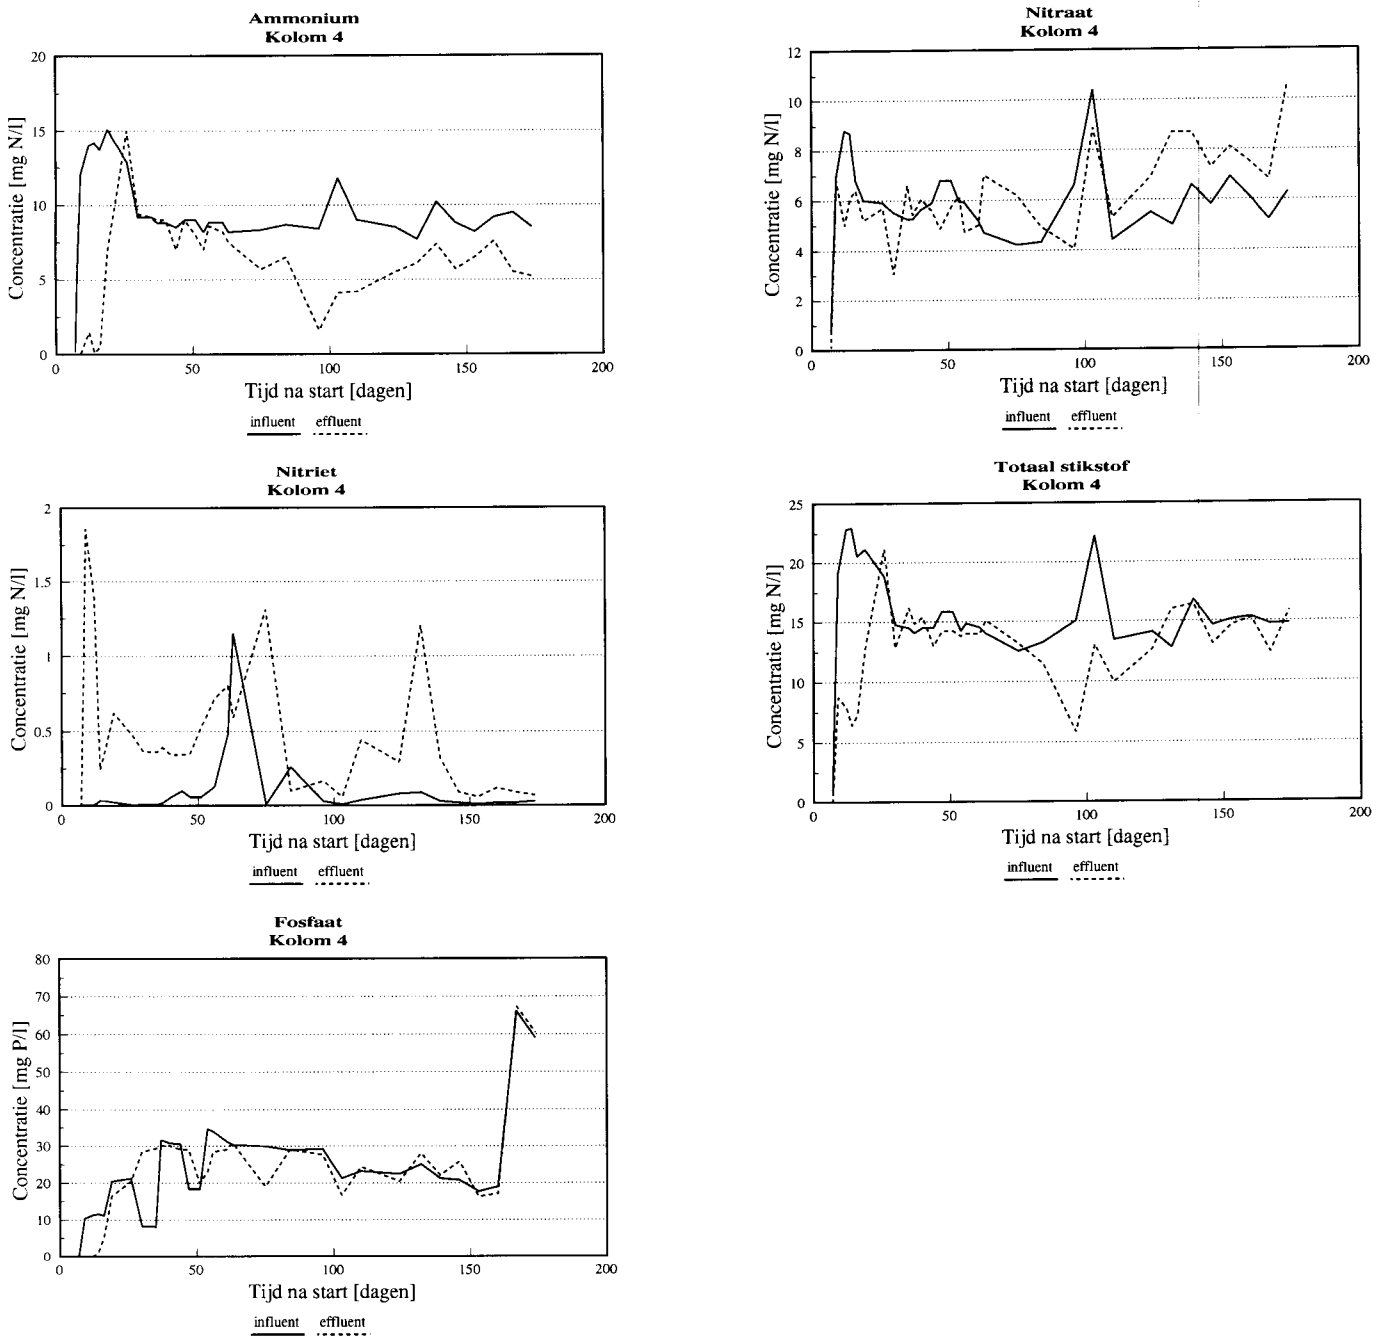 Ammonium
Kolom 4
20
15
10
5
0
0
50
100
150
200
Concentratie [mg N/l]
Tijd na start [dagen]
influent effluent
Nitraat
Kolom 4
12
10
8
6
4
2
0
0
50
100
150
200
Concentratie [mg N/l]
Tijd na start [dagen]
influent effluent
Nitriet
Kolom 4
2
1.5
1
0.5
0
0
50
100
150
200
Concentratie [mg N/l]
Tijd na start [dagen]
influent effluent
Totaal stikstof
Kolom 4
25
20
15
10
5
0
0
50
100
150
200
Concentratie [mg N/l]
Tijd na start [dagen]
influent effluent
Fosfaat
Kolom 4
80
70
60
50
40
30
20
10
0
0
50
100
150
200
Concentratie [mg P/l]
Tijd na start [dagen]
influent effluent